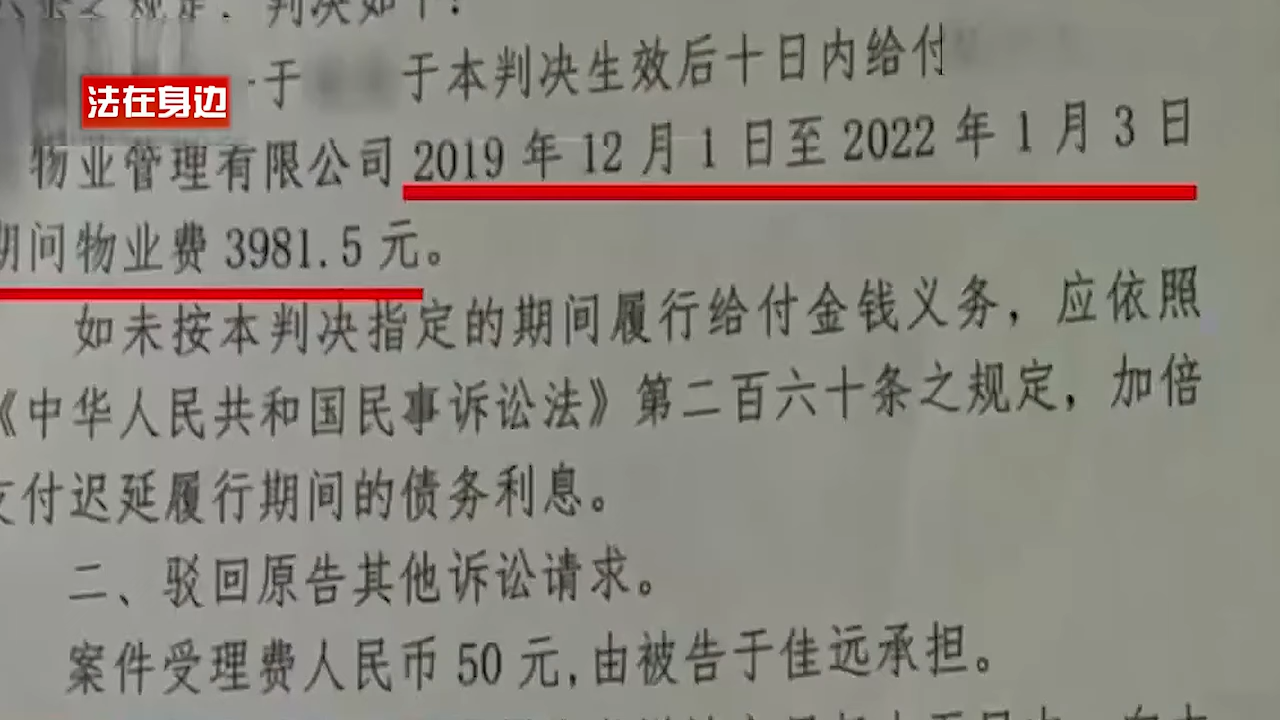 判决如下:
于 于本判决生效后十日内给付
法在身边
物业管理有限公司 2019 年 12 月 1 日至 2022 年 1 月 3 日
期间物业费 3981.5 元。
如未按本判决指定的期间履行给付金钱义务，应依照
《中华人民共和国民事诉讼法》第二百六十条之规定，加倍
支付迟延履行期间的债务利息。
二、驳回原告其他诉讼请求。
案件受理费人民币 50 元,由被告于佳远承担。